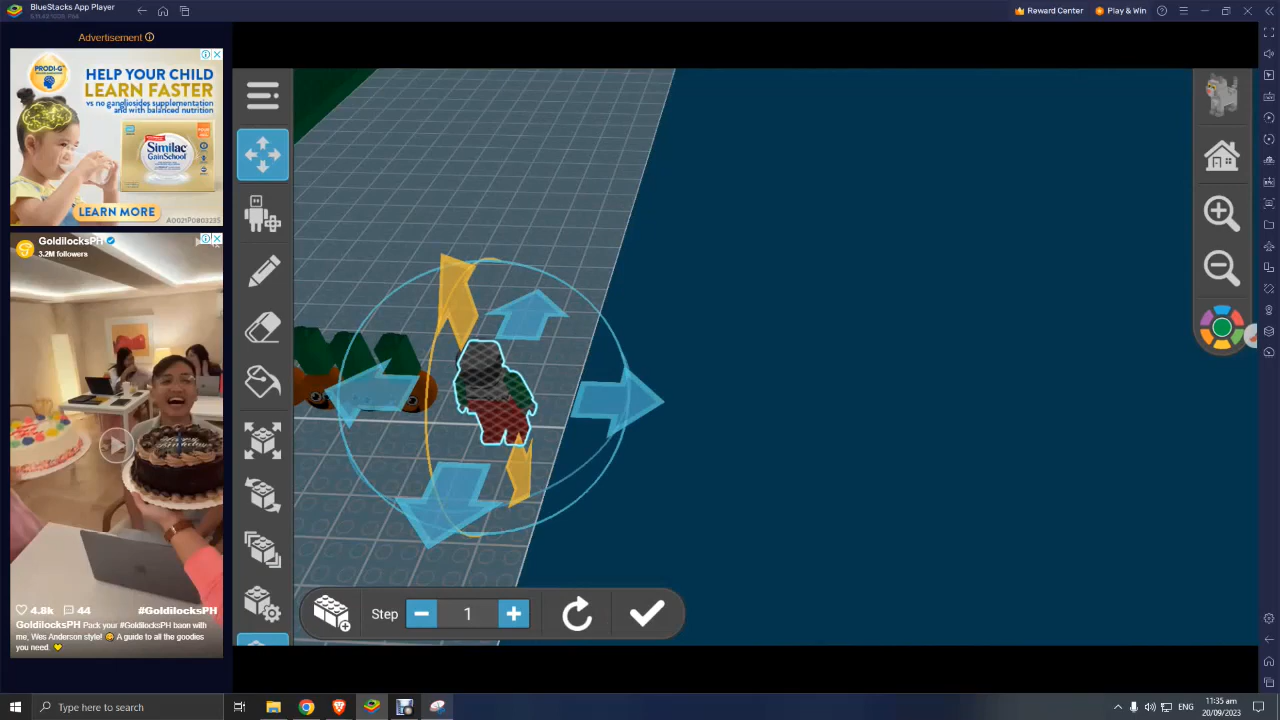 BlueStacks App Player
Reward Center
Play & Win
Advertisement
PRODI-G
HELP YOUR CHILD
LEARN FASTER
vs no gangliosides supplementation
and with balanced nutrition
Similac
GainSchool
LEARN MORE
A0021P0803235
GoldilocksPH
3.2M followers
4.8k
44
#GoldilocksPH
GoldilocksPH Pack your #GoldilocksPH baon with
me, Wes Anderson style! A guide to all the goodies
you need.
Step
1
Type here to search
ENG
11:35 am
20/09/2023